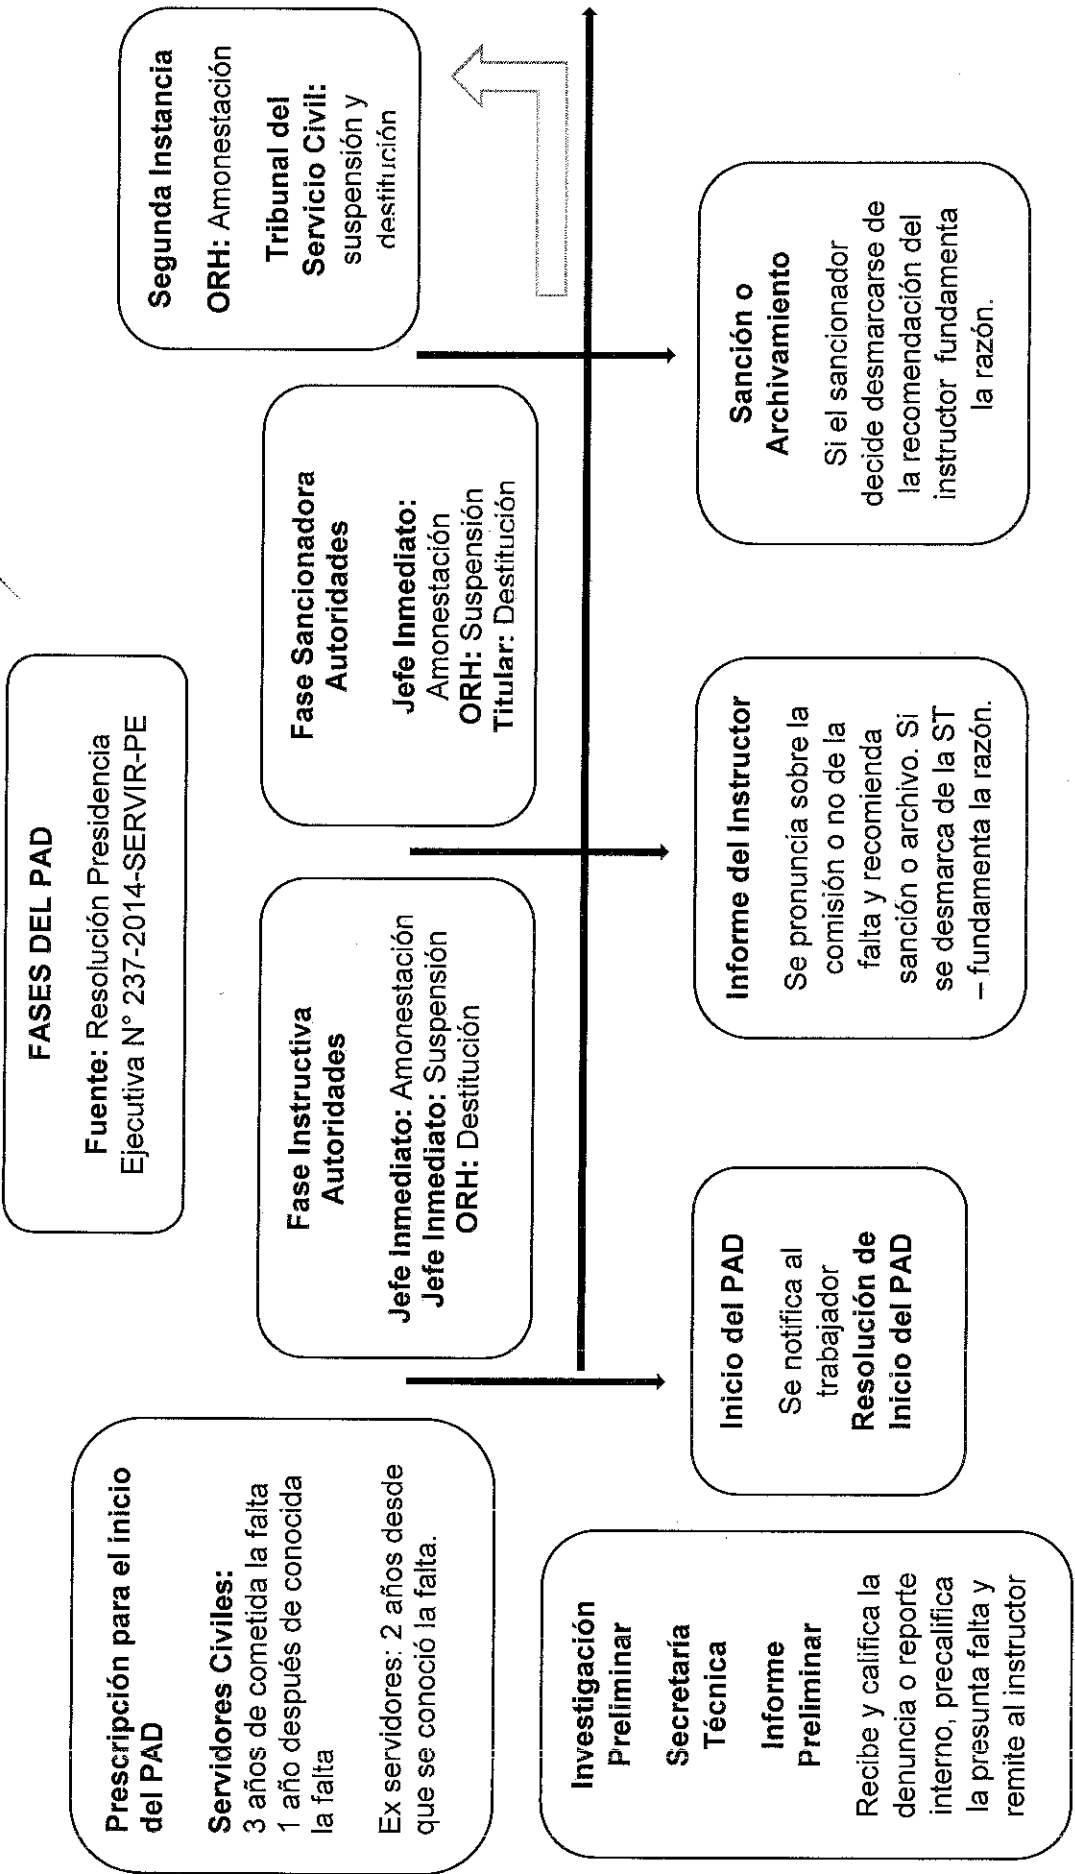 FASES DEL PAD
Fuente: Resolución Presidencia
Ejecutiva N° 237-2014-SERVIR-PE
Prescripción para el inicio
del PAD
Servidores Civiles:
3 años de cometida la falta
1 año después de conocida
la falta
Ex servidores: 2 años desde
que se conoció la falta.
Fase Instructiva
Autoridades
Jefe Inmediato: Amonestación
Jefe Inmediato: Suspensión
ORH: Destitución
Fase Sancionadora
Autoridades
Jefe Inmediato:
Amonestación
ORH: Suspensión
Titular: Destitución
Segunda Instancia
ORH: Amonestación
Tribunal del
Servicio Civil:
suspensión y
destitución
Investigación
Preliminar
Secretaría
Técnica
Informe
Preliminar
Recibe y califica la
denuncia o reporte
interno, precalifica
la presunta falta y
remite al instructor
Inicio del PAD
Se notifica al
trabajador
Resolución de
Inicio del PAD
Informe del Instructor
Se pronuncia sobre la
comisión o no de la
falta y recomienda
sanción o archivo. Si
se desmarca de la ST
– fundamenta la razón.
Sanción o
Archivamiento
Si el sancionador
decide desmarcarse de
la recomendación del
instructor fundamenta
la razón.